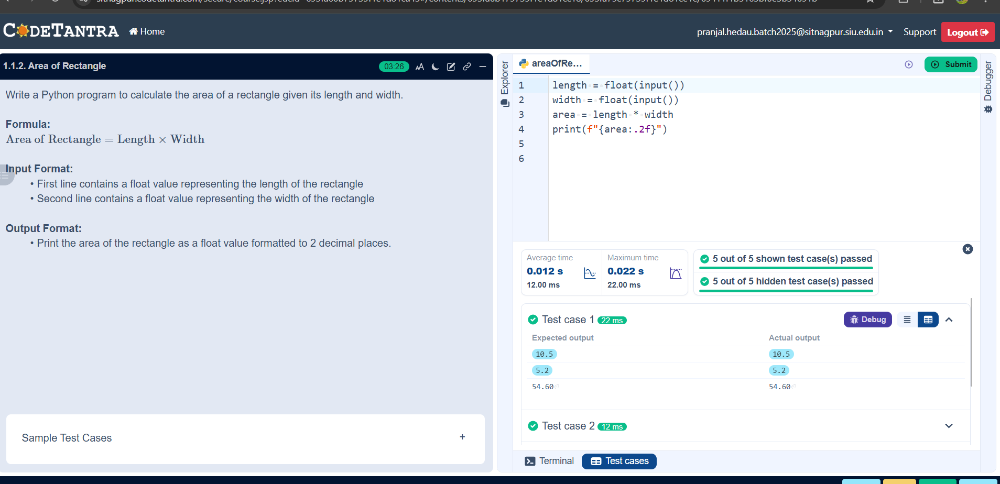 CODETANTRA
Home
pranjal.hedau.batch2025@sitnagpur.siu.edu.in
Support
Logout
1.1.2. Area of Rectangle
03:26
AA
Write a Python program to calculate the area of a rectangle given its length and width.
Formula:
Area of Rectangle = Length × Width
Input Format:
• First line contains a float value representing the length of the rectangle
• Second line contains a float value representing the width of the rectangle
Output Format:
• Print the area of the rectangle as a float value formatted to 2 decimal places.
Sample Test Cases
+
Explorer
areaOfRe...
Submit
Debugger
1 length = float(input())
2 width = float(input())
3 area = length * width
4 print(f"{area:.2f}")
5
6
Average time
0.012 s
12.00 ms
Maximum time
0.022 s
22.00 ms
5 out of 5 shown test case(s) passed
5 out of 5 hidden test case(s) passed
Test case 1 22 ms
Debug
Expected output Actual output
10.5 10.5
5.2 5.2
54.60 54.60
Test case 2 12 ms
Terminal
Test cases